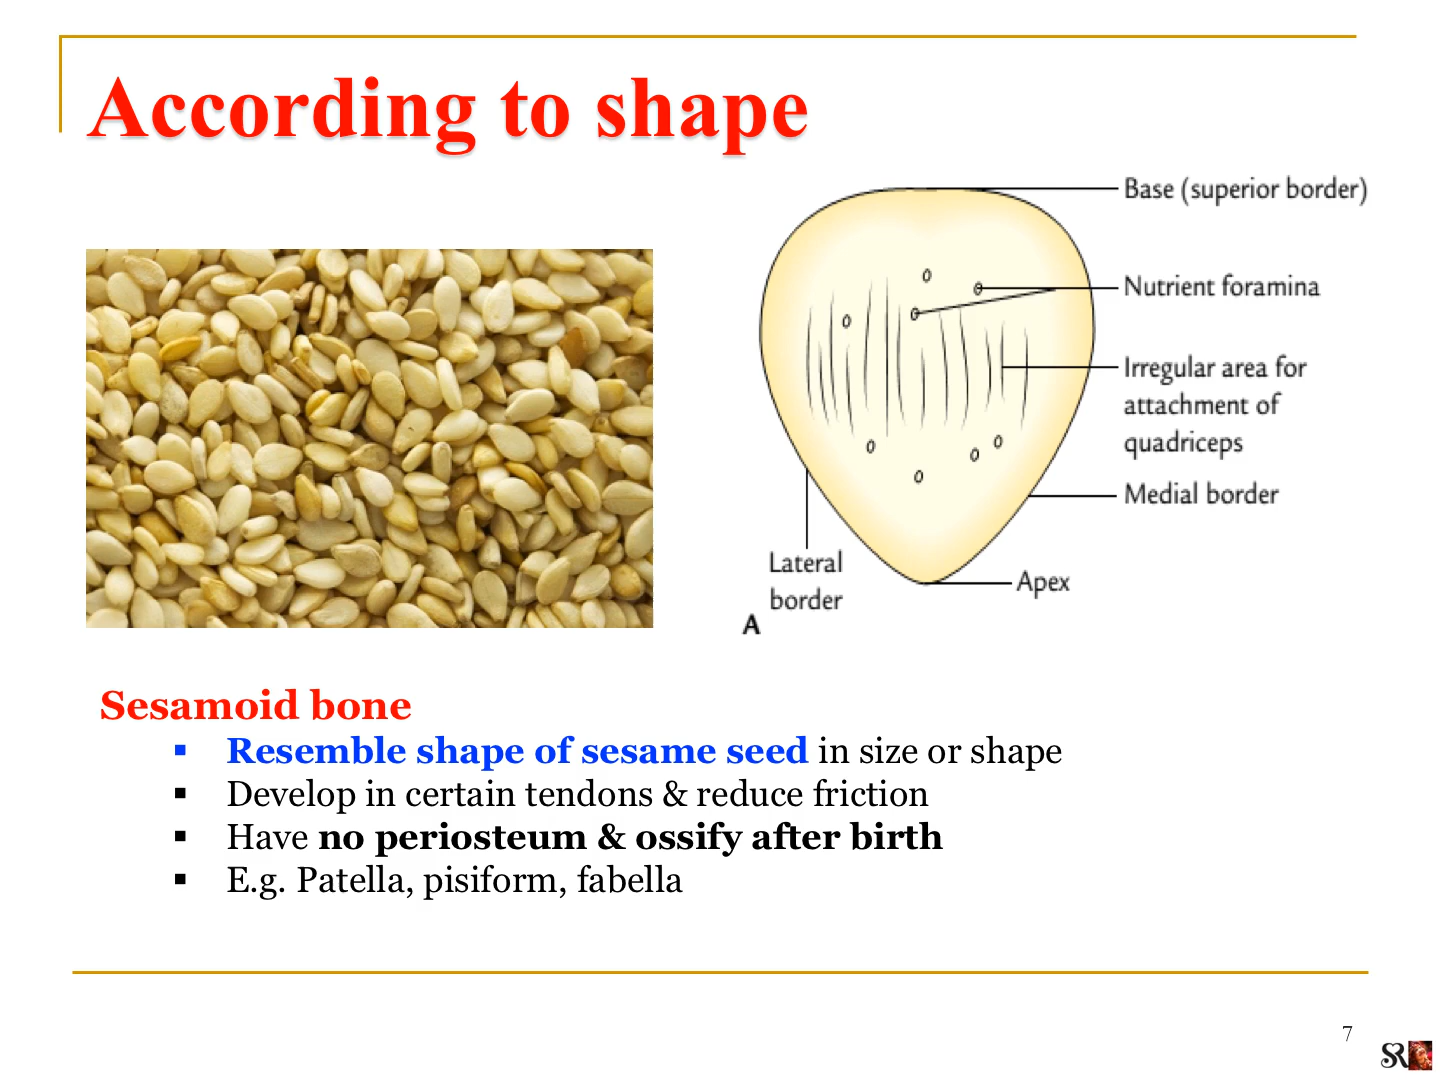 According to shape
Base (superior border)
Nutrient foramina
Irregular area for
attachment of
quadriceps
Medial border
Lateral
border
Apex
A
Sesamoid bone
▪ Resemble shape of sesame seed in size or shape
▪ Develop in certain tendons & reduce friction
▪ Have no periosteum & ossify after birth
▪ E.g. Patella, pisiform, fabella
7
SR